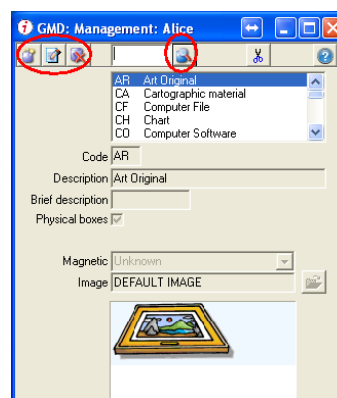 GMD: Management: Alice
AR Art Original
CA Cartographic material
CF Computer File
CH Chart
CO Computer Software
Code AR
Description Art Original
Brief description
Physical boxes
Magnetic Unknown
Image DEFAULT IMAGE